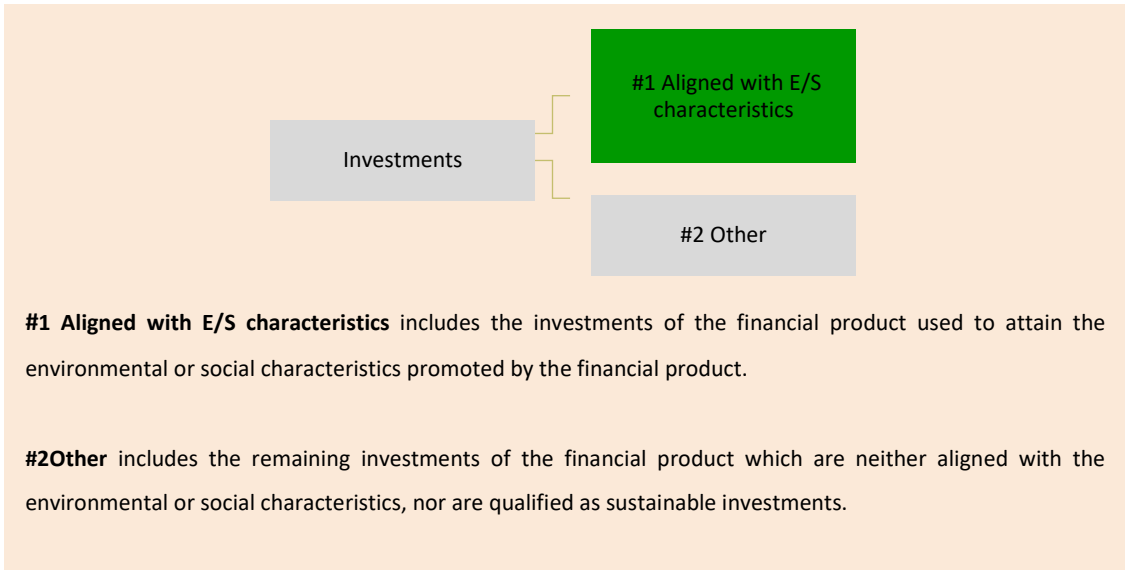 #1 Aligned with E/S
characteristics
Investments
#2 Other
#1 Aligned with E/S characteristics includes the investments of the financial product used to attain the
environmental or social characteristics promoted by the financial product.
#2Other includes the remaining investments of the financial product which are neither aligned with the
environmental or social characteristics, nor are qualified as sustainable investments.